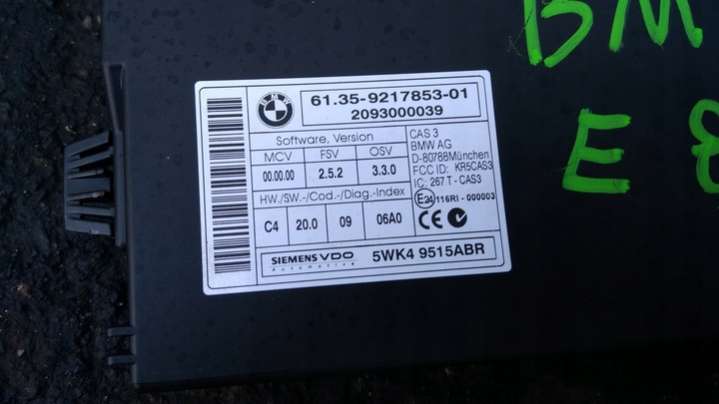 BM
E 8
BMW
61.35-9217853-01
2093000039
Software, Version
MCV FSV OSV
00.00.00 2.5.2 3.3.0
HW./SW.-/Cod.-/Diag.-Index
C4 20.0 09 06A0
CAS 3
BMW AG
D-80788München
FCC ID: KR5CAS3
IC: 267 T - CAS3
E24 116RI - 000003
CE
SIEMENS VDO
Automotive
5WK4 9515ABR